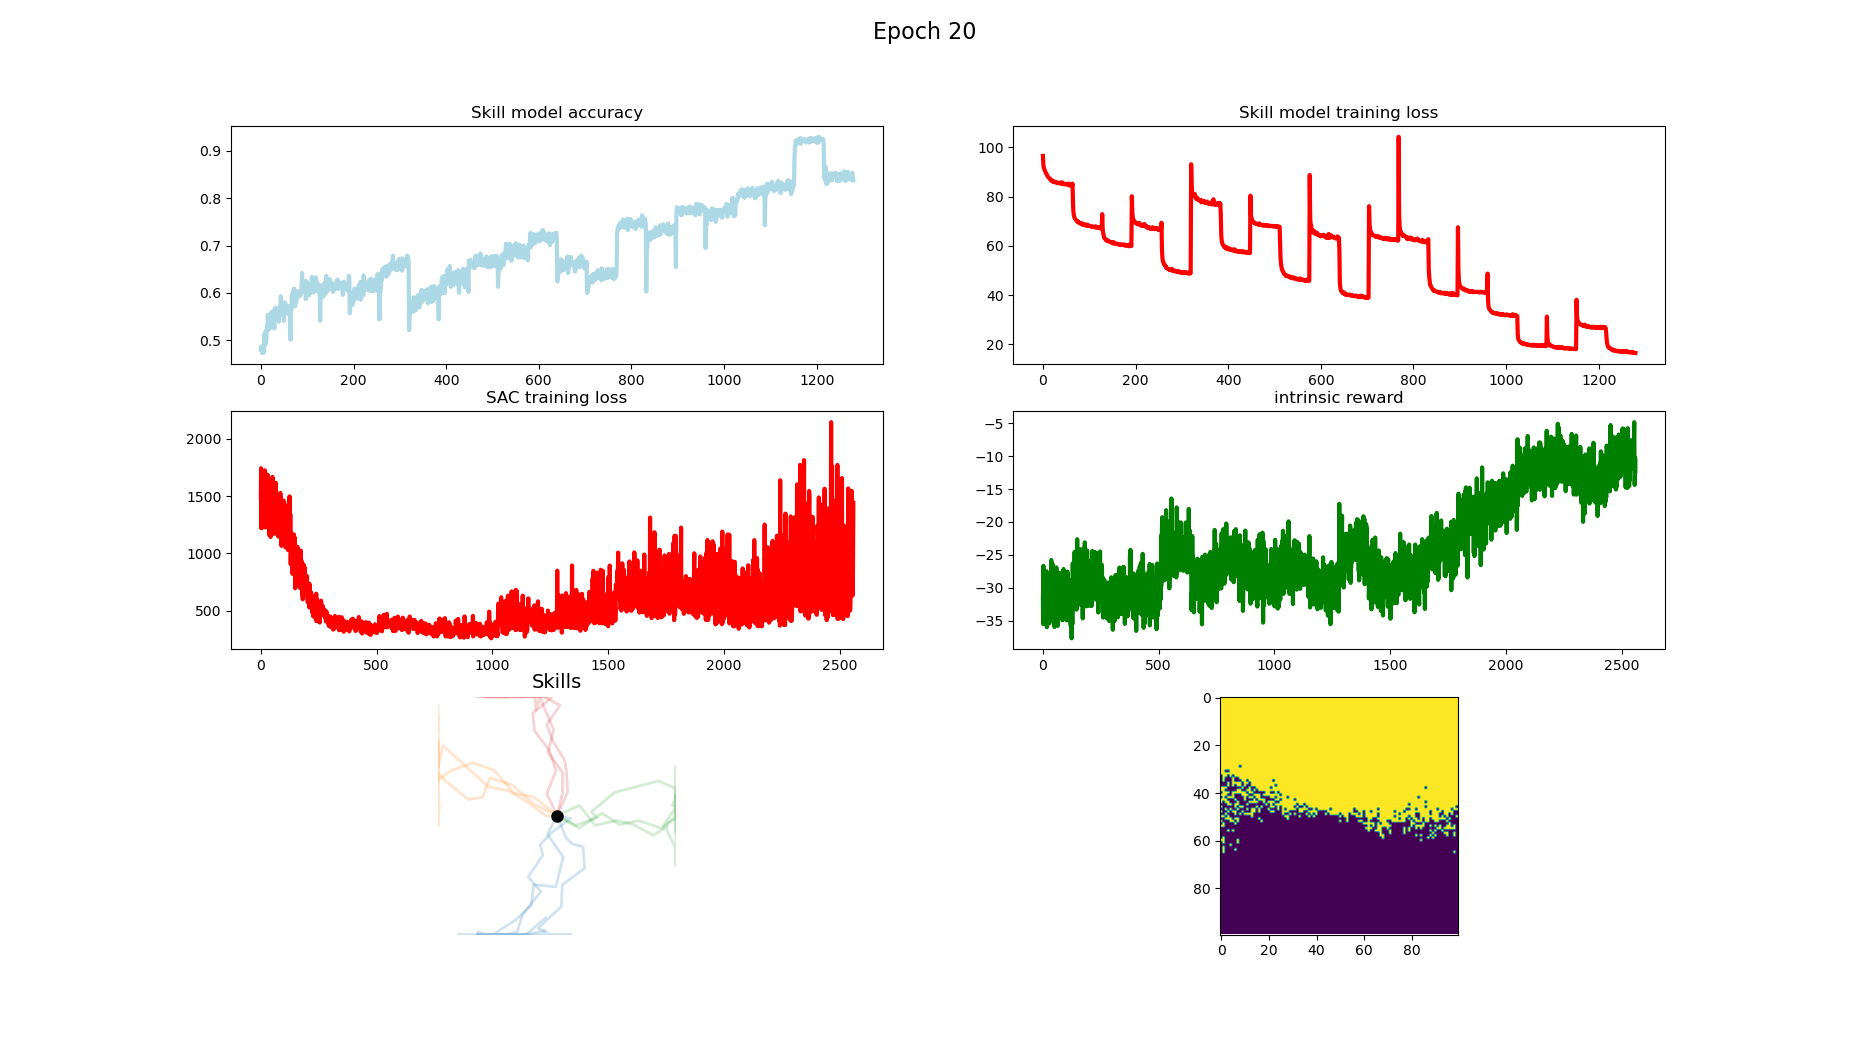 Epoch 20
Skill model accuracy
0.9
0.8
0.7
0.6
0.5
0 200 400 600 800 1000 1200
Skill model training loss
100
80
60
40
20
0 200 400 600 800 1000 1200
SAC training loss
2000
1500
1000
500
0 500 1000 1500 2000 2500
intrinsic reward
−5
−10
−15
−20
−25
−30
−35
0 500 1000 1500 2000 2500
Skills
0
20
40
60
80
0 20 40 60 80